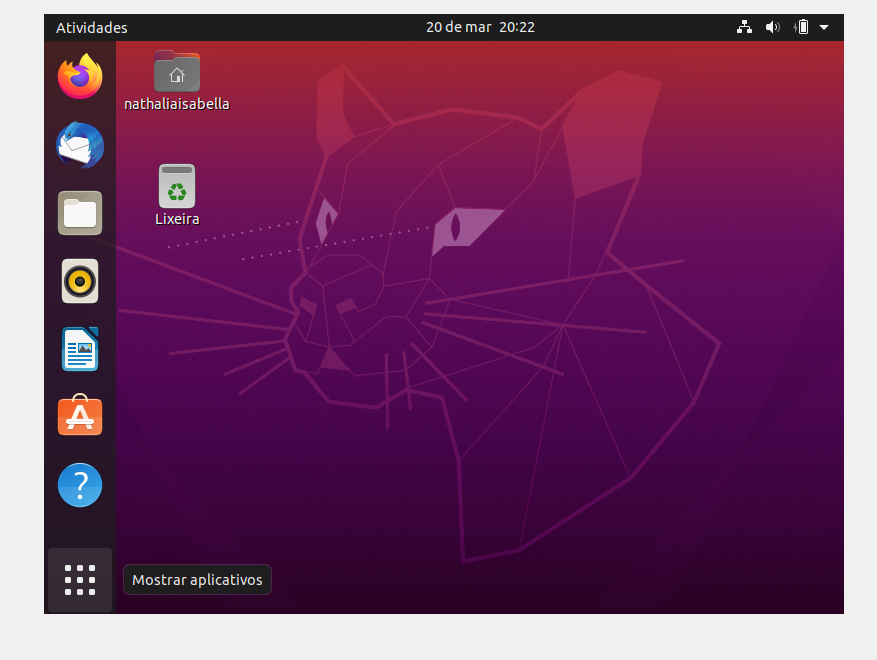 Atividades
20 de mar 20:22
nathaliaisabella
Lixeira
?
Mostrar aplicativos